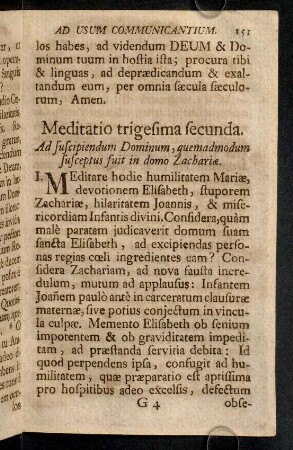 AD USUM COMMUNICANTIUM. 151
los habes, ad videndum DEUM & Do-
minum tuum in hostia ista; procura tibi
& linguas, ad deprædicandum & exal-
tandum eum, per omnia sæcula sæculo-
rum, Amen.
Meditatio trigesima secunda.
Ad suscipiendum Dominum, quemadmodum
susceptus fuit in domo Zachariæ.
I. Meditare hodie humilitatem Mariæ,
devotionem Elisabeth, stuporem
Zachariæ, hilaritatem Joannis, & mise-
ricordiam Infantis divini. Considera, quàm
malè paratam judicaverit domum suam
sancta Elisabeth, ad excipiendas perso-
nas regias cœli ingredientes eam? Con-
sidera Zachariam, ad nova fausta incre-
dulum, mutum ad applausus: Infantem
Joañem paulò antè in carceratum clausuræ
maternæ, sive potius conjectum in vincu-
la culpæ. Memento Elisabeth ob senium
impotentem & ob graviditatem impedi-
tam, ad præstanda servitia debita: Id
quod perpendens ipsa, confugit ad hu-
militatem, quæ præparatio est aptissima
pro hospitibus adeo excelsis, defectum
G 4 obse-